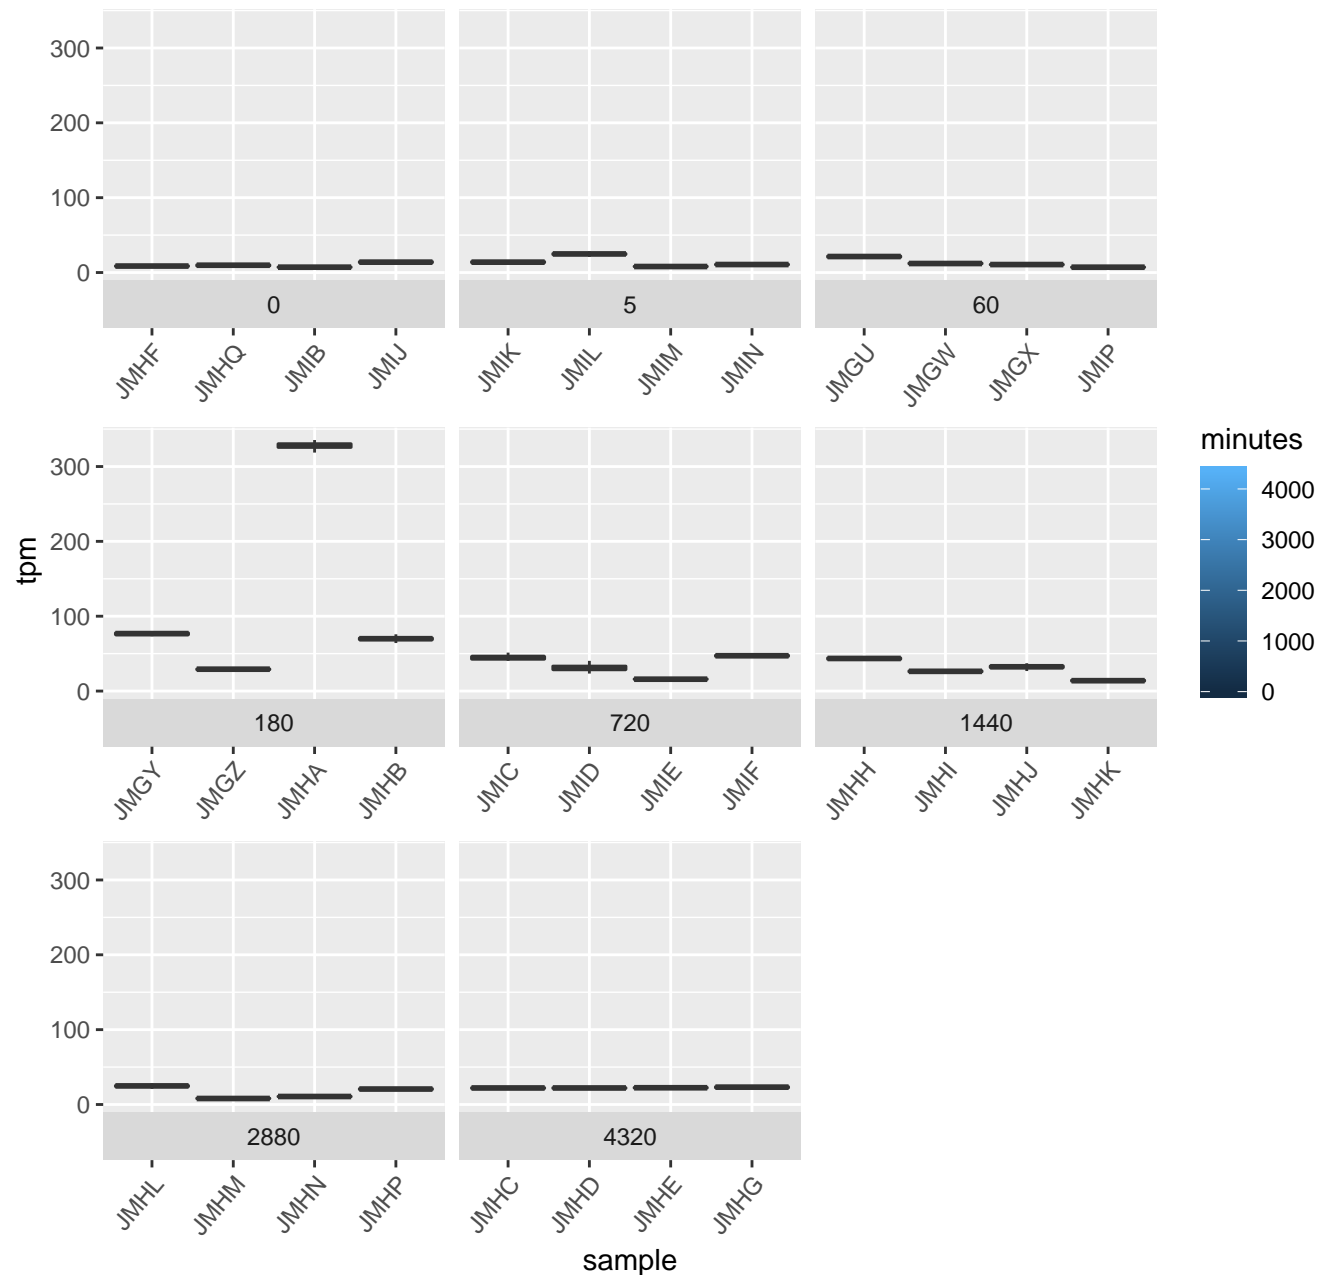 300
200
100
0
0
5
60
JMHF
JMHQ
JMIB
JMIJ
JMIK
JMIL
JMIM
JMIN
JMGU
JMGW
JMGX
JMIP
tpm
300
200
100
0
180
720
1440
JMGY
JMGZ
JMHA
JMHB
JMIC
JMID
JMIE
JMIF
JMHH
JMHI
JMHJ
JMHK
minutes
4000
3000
2000
1000
0
300
200
100
0
2880
4320
JMHL
JMHM
JMHN
JMHP
JMHC
JMHD
JMHE
JMHG
sample